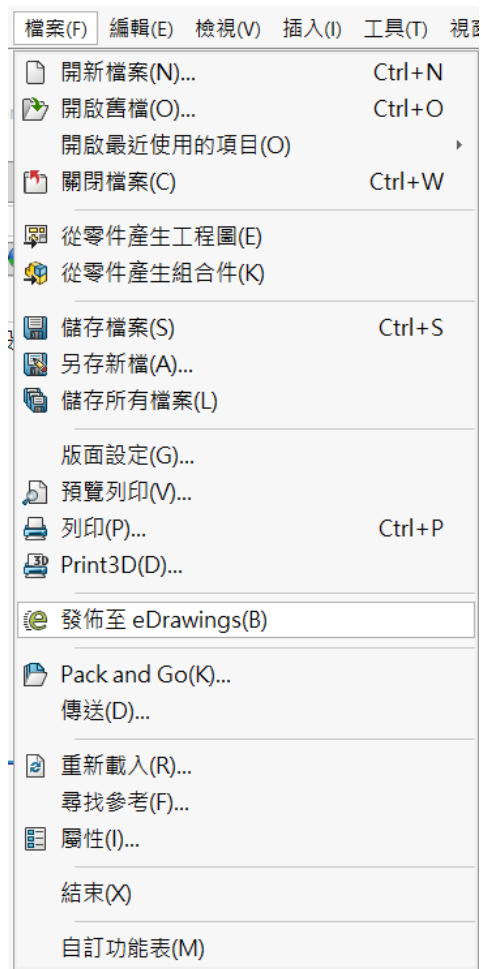 檔案(F) 編輯(E) 檢視(V) 插入(I) 工具(T)
開新檔案(N)... Ctrl+N
開啟舊檔(O)... Ctrl+O
開啟最近使用的項目(O)
關閉檔案(C) Ctrl+W
從零件產生工程圖(E)
從零件產生組合件(K)
儲存檔案(S) Ctrl+S
另存新檔(A)...
儲存所有檔案(L)
版面設定(G)...
預覽列印(V)...
列印(P)... Ctrl+P
Print3D(D)...
發佈至 eDrawings(B)
Pack and Go(K)...
傳送(D)...
重新載入(R)...
尋找參考(F)...
屬性(I)...
結束(X)
自訂功能表(M)